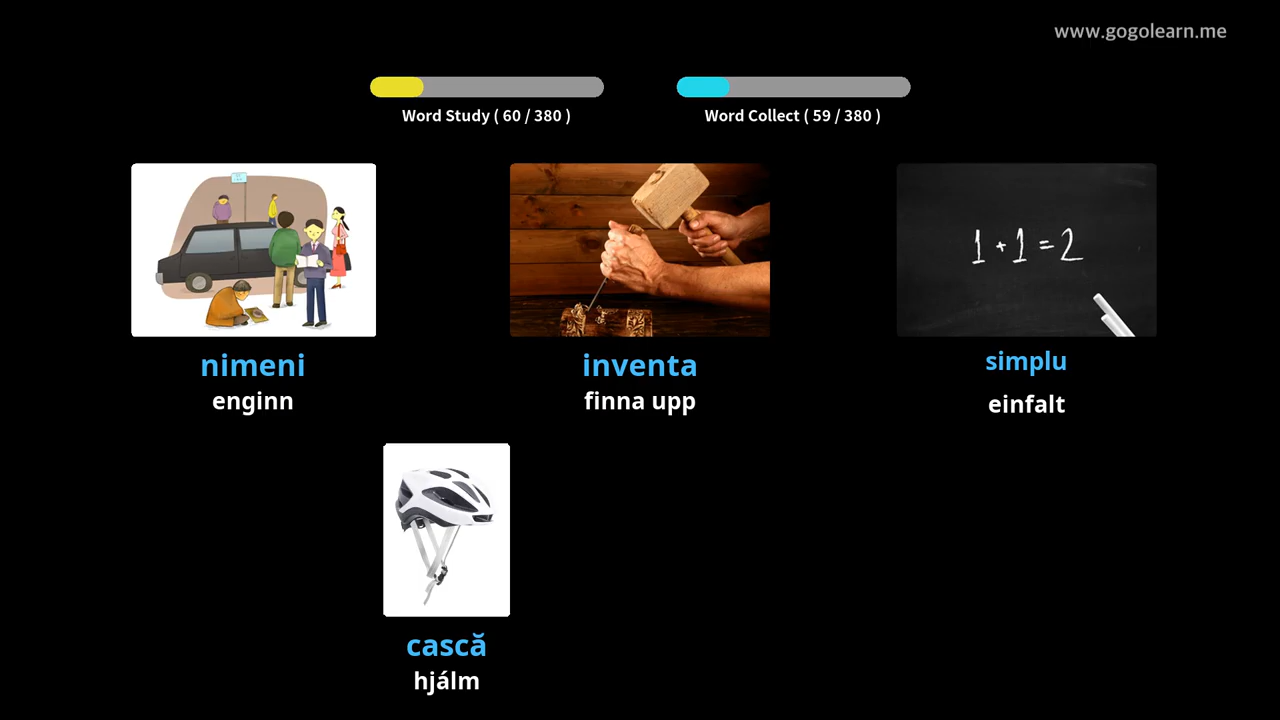 www.gogolearn.me
Word Study ( 60 / 380 )
Word Collect ( 59 / 380 )
1 + 1 = 2
nimeni
enginn
inventa
finna upp
simplu
einfalt
cască
hjálm